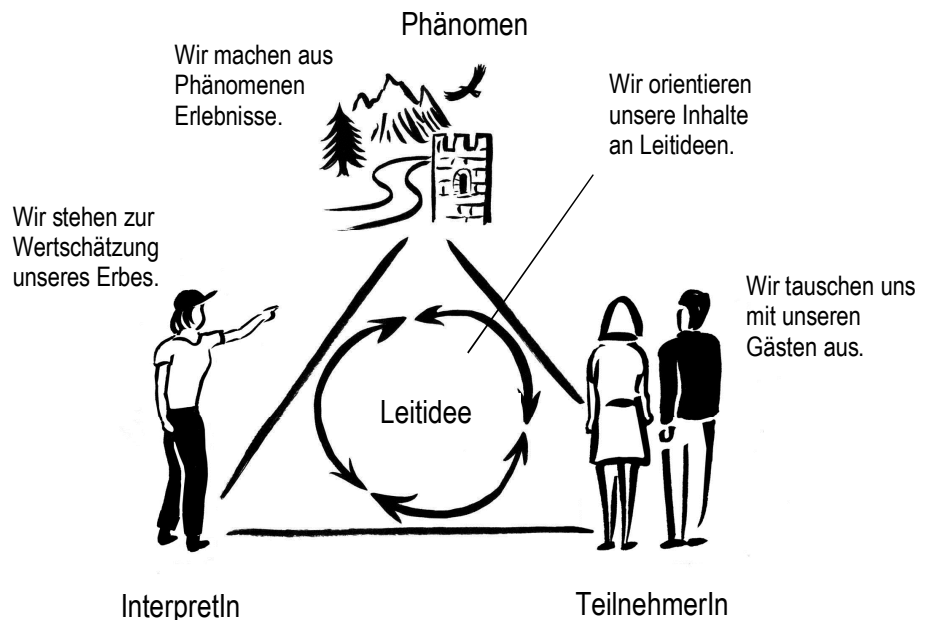 Phänomen
Wir machen aus
Phänomenen
Erlebnisse.
Wir orientieren
unsere Inhalte
an Leitideen.
Wir stehen zur
Wertschätzung
unseres Erbes.
Wir tauschen uns
mit unseren
Gästen aus.
Leitidee
InterpretIn
TeilnehmerIn